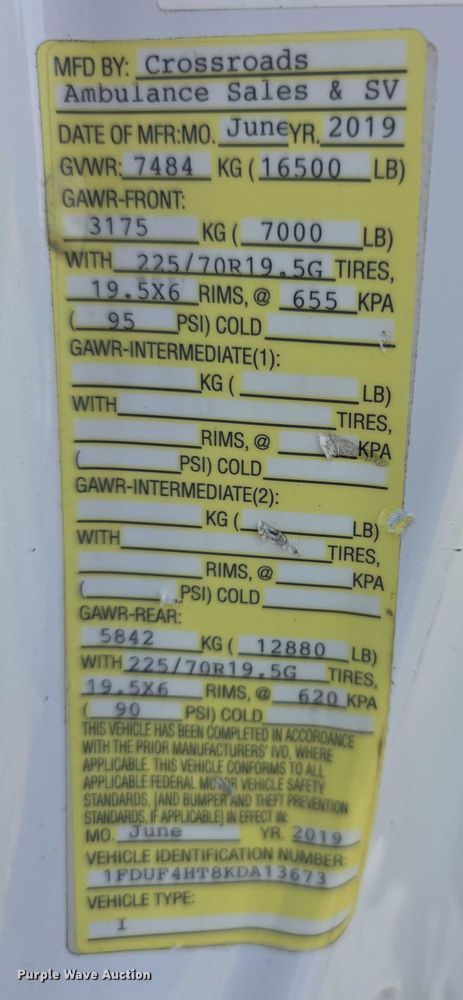 MFD BY: Crossroads
Ambulance Sales & SV
DATE OF MFR:MO. June YR. 2019
GVWR: 7484 KG (16500 LB)
GAWR-FRONT:
3175 KG ( 7000 LB)
WITH 225/70R19.5G TIRES,
19.5X6 RIMS, @ 655 KPA
( 95 PSI) COLD
GAWR-INTERMEDIATE(1):
KG ( LB)
WITH TIRES,
RIMS, @ KPA
( PSI) COLD
GAWR-INTERMEDIATE(2):
KG ( LB)
WITH TIRES,
RIMS, @ KPA
( PSI) COLD
GAWR-REAR:
5842 KG ( 12880 LB)
WITH 225/70R19.5G TIRES,
19.5X6 RIMS, @ 620 KPA
( 90 PSI) COLD
THIS VEHICLE HAS BEEN COMPLETED IN ACCORDANCE
WITH THE PRIOR MANUFACTURERS' IVD, WHERE
APPLICABLE. THIS VEHICLE CONFORMS TO ALL
APPLICABLE FEDERAL MOTOR VEHICLE SAFETY
STANDARDS, [AND BUMPER AND THEFT PREVENTION
STANDARDS, IF APPLICABLE] IN EFFECT IN:
MO. June YR. 2019
VEHICLE IDENTIFICATION NUMBER:
1FDUF4HT8KDA13673
VEHICLE TYPE:
I
Purple Wave Auction